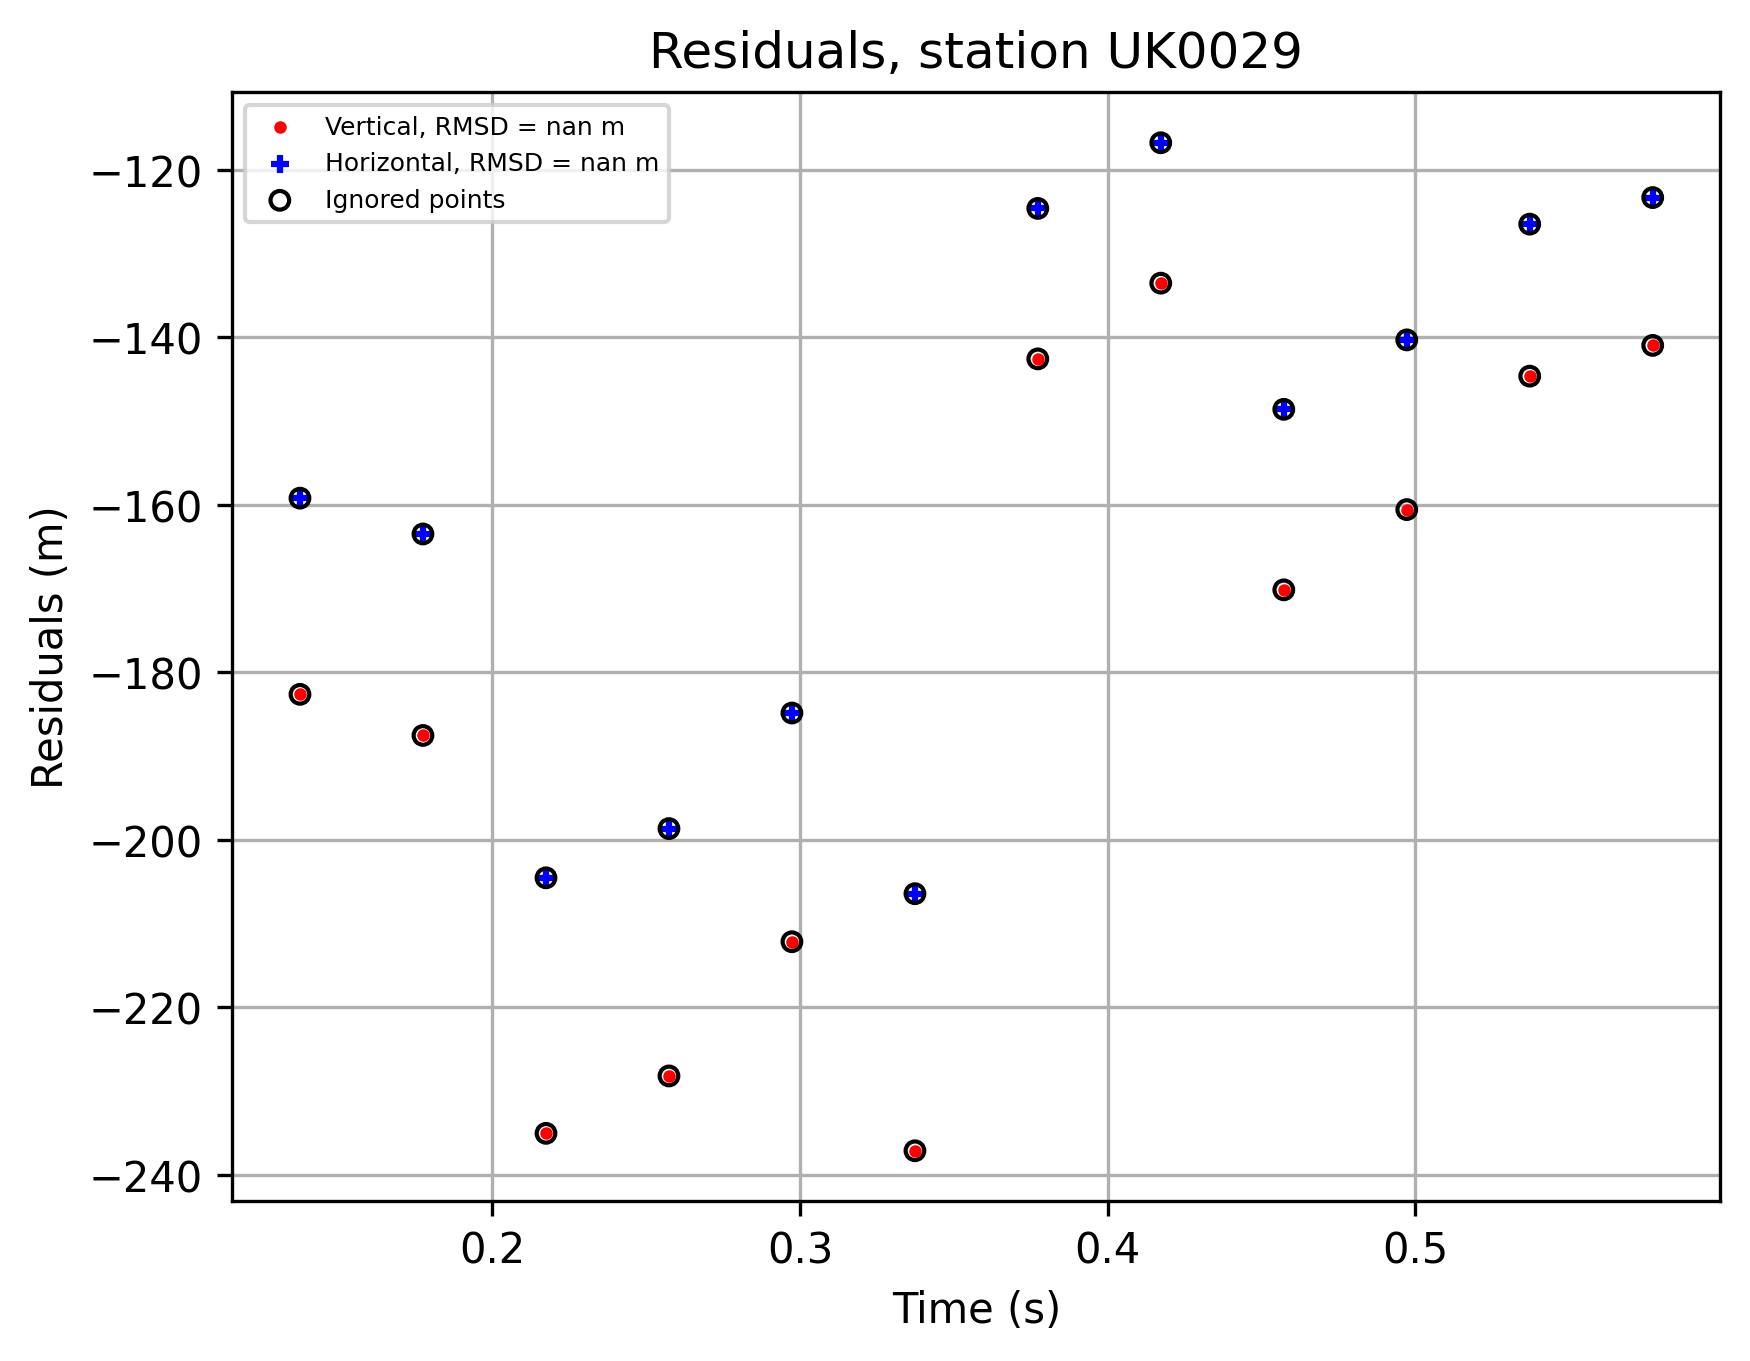 Residuals, station UK0029
Vertical, RMSD = nan m
Horizontal, RMSD = nan m
Ignored points
−120
−140
−160
−180
−200
−220
−240
Residuals (m)
0.2 0.3 0.4 0.5
Time (s)